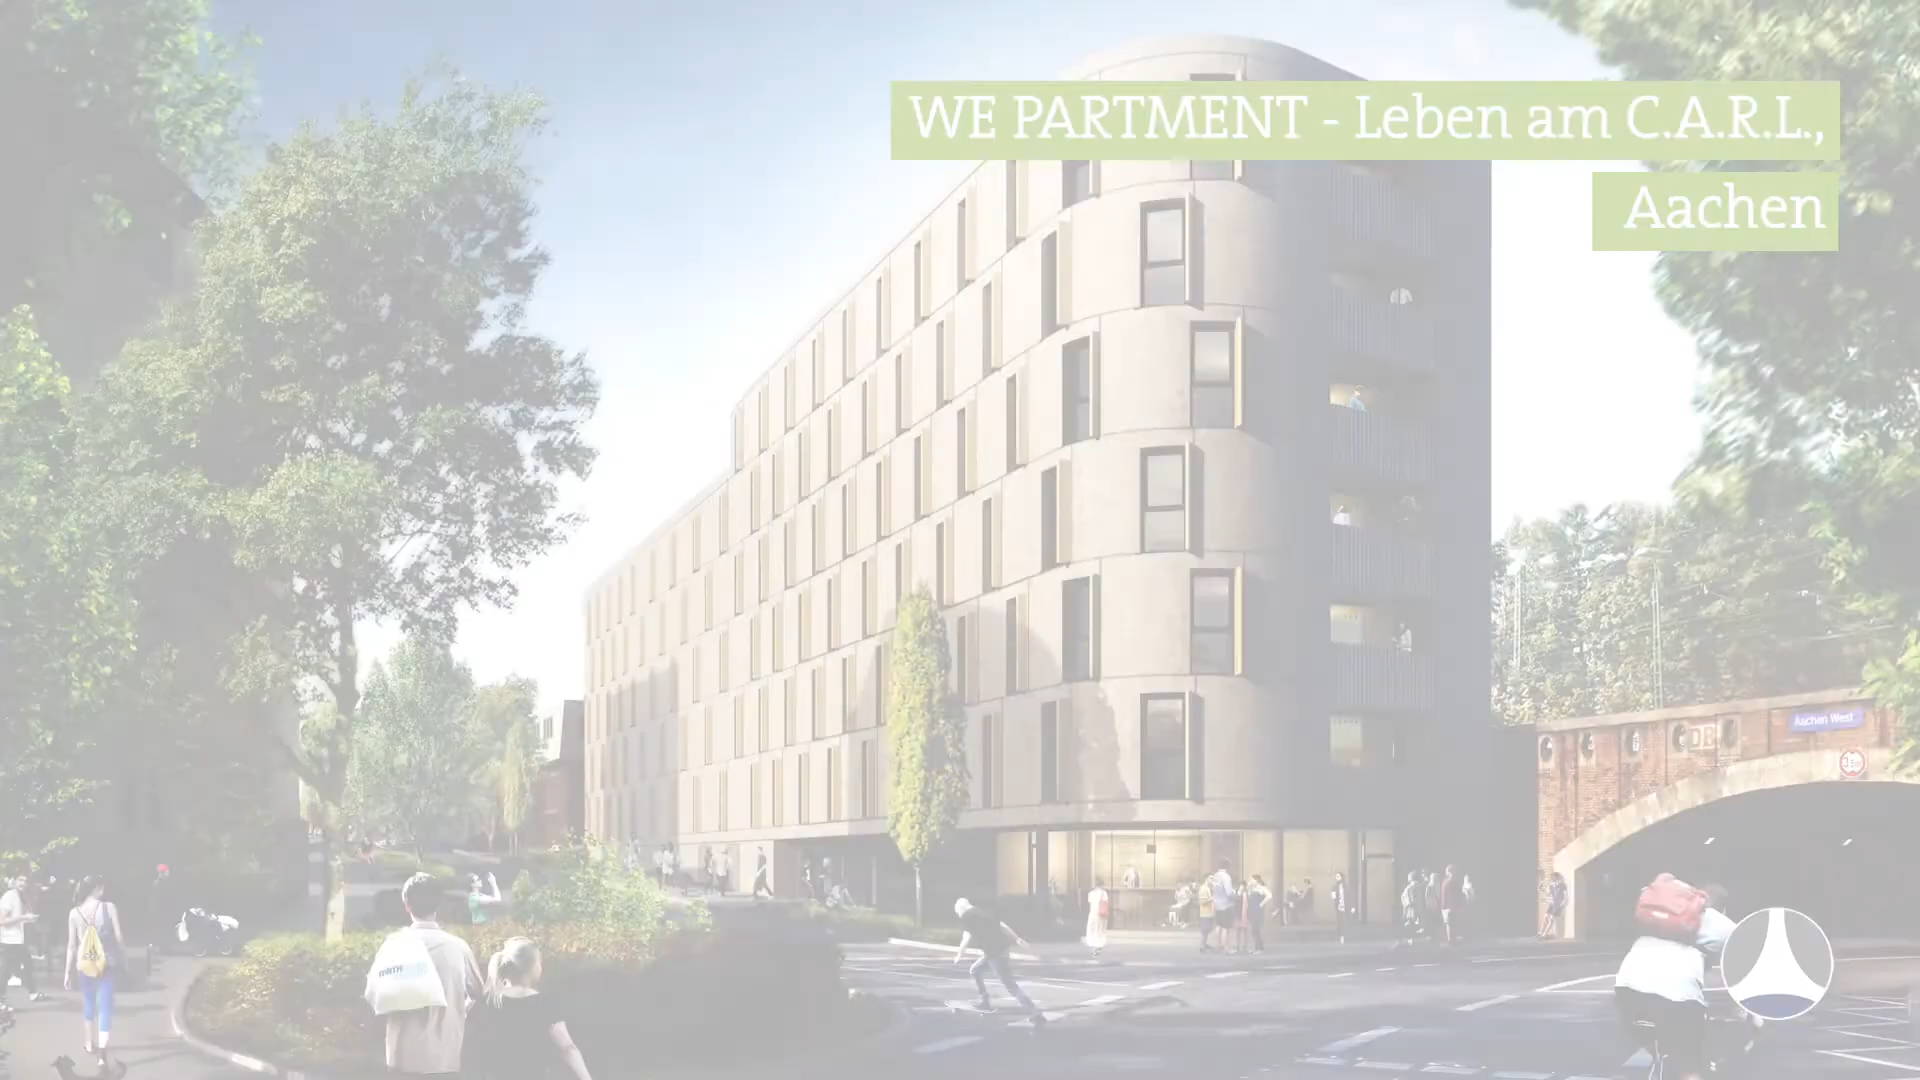 WE PARTMENT - Leben am C.A.R.L.,
Aachen
Aachen West
DB